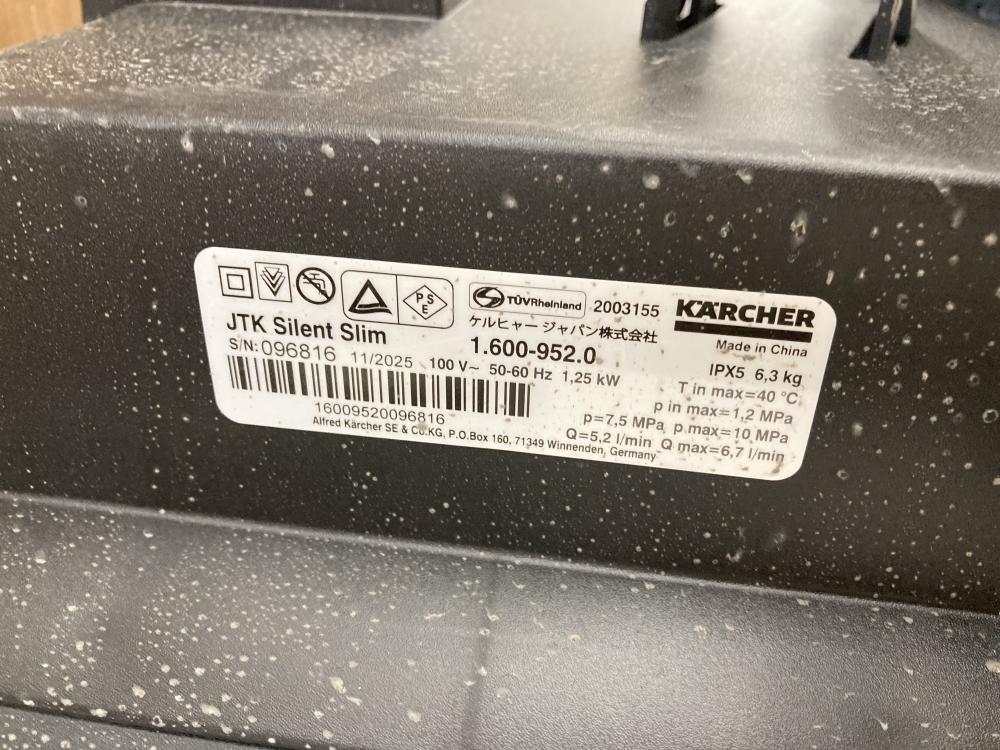 PS
E
TÜVRheinland 2003155 KÄRCHER
ケルヒャー ジャパン株式会社 Made in China
JTK Silent Slim 1.600-952.0 IPX5 6,3 kg
S/N: 096816 11/2025 100 V~ 50-60 Hz 1,25 kW T in max=40 °C
p in max=1,2 MPa
p=7,5 MPa p max=10 MPa
16009520096816 Q=5,2 l/min Q max=6,7 l/min
Alfred Kärcher SE & Co.KG, P.O.Box 160, 71349 Winnenden, Germany